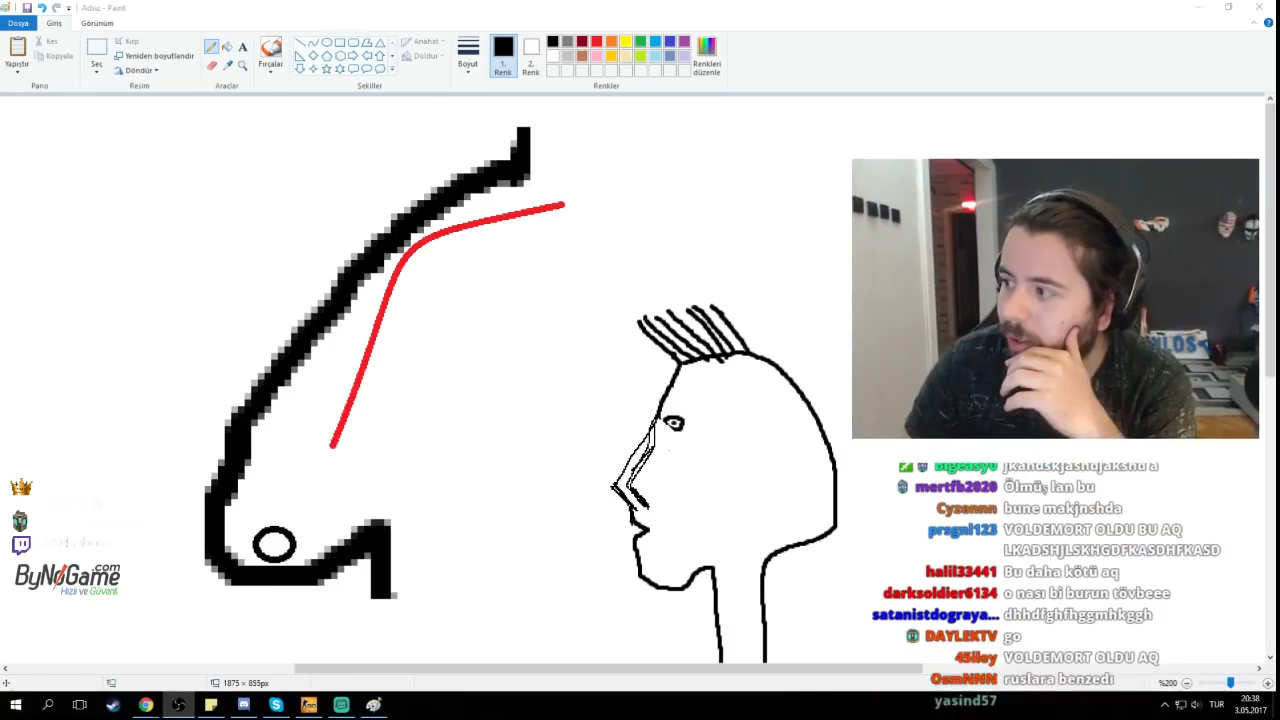 Adsız - Paint
Dosya Giriş Görünüm
Yapıştır
Kes
Kopyala
Pano
Seç
Kırp
Yeniden boyutlandır
Döndür
Resim
Araçlar
Fırçalar
Şekiller
Anahat
Doldur
Boyut
1. Renk
2. Renk
Renkler
Renkleri düzenle
ByNoGame.com
Hızlı ve Güvenli
mertfb2020 Ölmüş lan bu
Cyzennn bune makjnshda
prsgnl123 VOLDEMORT OLDU BU AQ
LKADSHJLSKHGDFKASDHFKASD
halil33441 Bu daha kötü aq
darksoldier6134 o nası bi burun tövbeee
satanistdograya... dhhdfghfhggmhkggh
DAYLEKTV go
45iley VOLDEMORT OLDU AQ
OsmNNN ruslara benzedı
yasind57
1875 × 855px
%200
TUR
20:38
3.05.2017